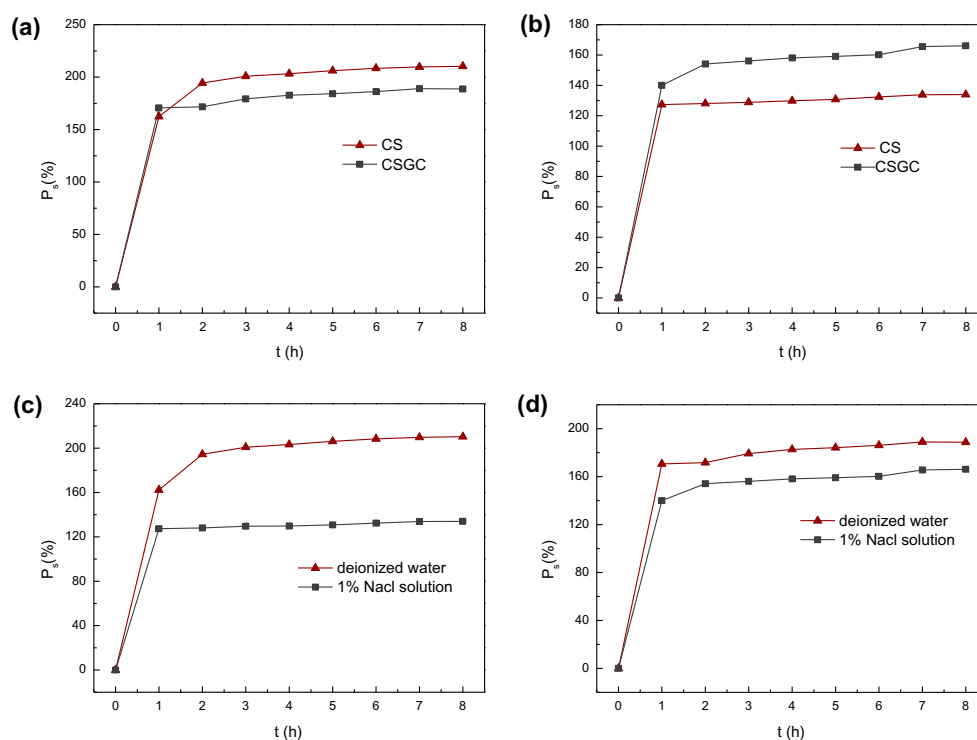 (a)
250
200
150
100
50
0
P_s(%)
CS
CSGC
0 1 2 3 4 5 6 7 8
t (h)
(b)
160
140
120
100
80
60
40
20
0
P_s(%)
CS
CSGC
0 1 2 3 4 5 6 7 8
t (h)
(c)
240
200
160
120
80
40
0
P_s(%)
deionized water
1% Nacl solution
0 1 2 3 4 5 6 7 8
t (h)
(d)
200
160
120
80
40
0
P_s(%)
deionized water
1% Nacl solution
0 1 2 3 4 5 6 7 8
t (h)